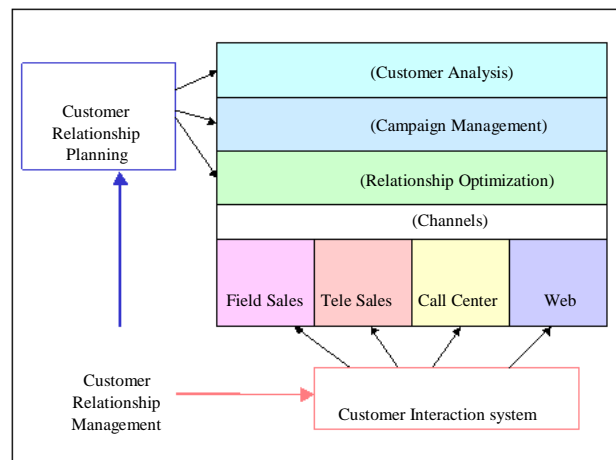 (Customer Analysis)
Customer
Relationship
Planning
(Campaign Management)
(Relationship Optimization)
(Channels)
Field Sales
Tele Sales
Call Center
Web
Customer
Relationship
Management
Customer Interaction system